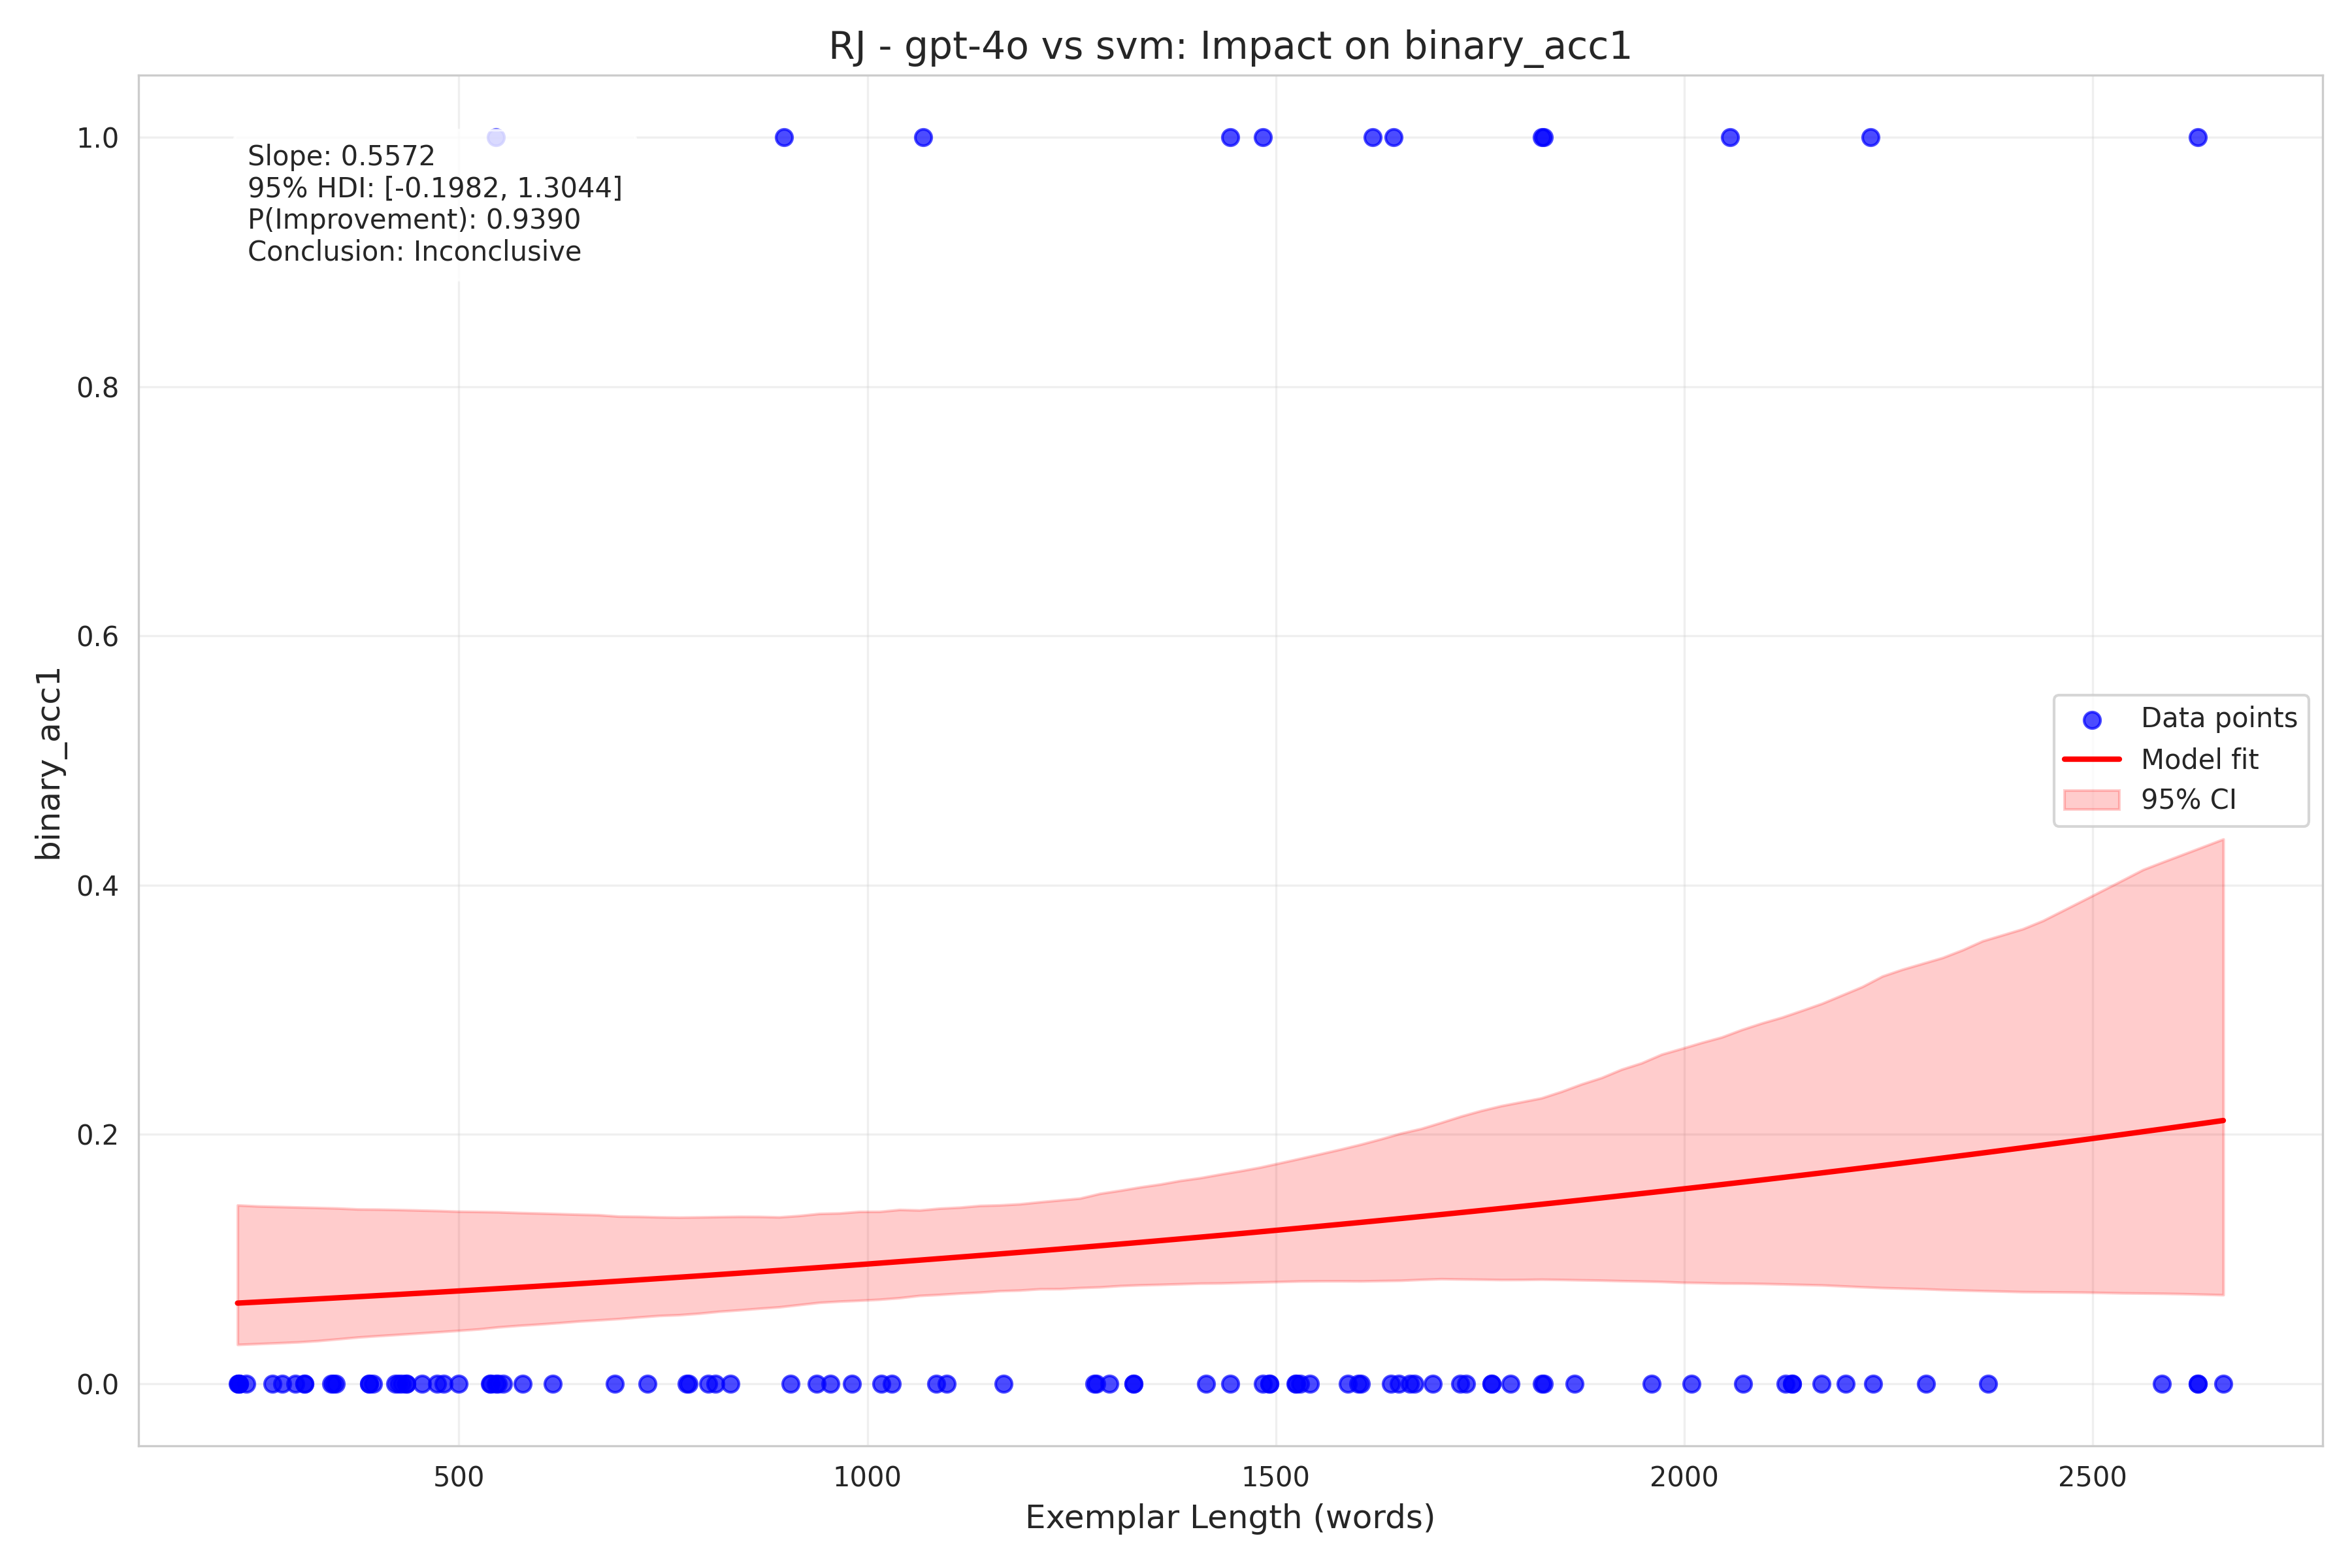 RJ - gpt-4o vs svm: Impact on binary_acc1
Slope: 0.5572
95% HDI: [-0.1982, 1.3044]
P(Improvement): 0.9390
Conclusion: Inconclusive
binary_acc1
1.0
0.8
0.6
0.4
0.2
0.0
Data points
Model fit
95% CI
500
1000
1500
2000
2500
Exemplar Length (words)